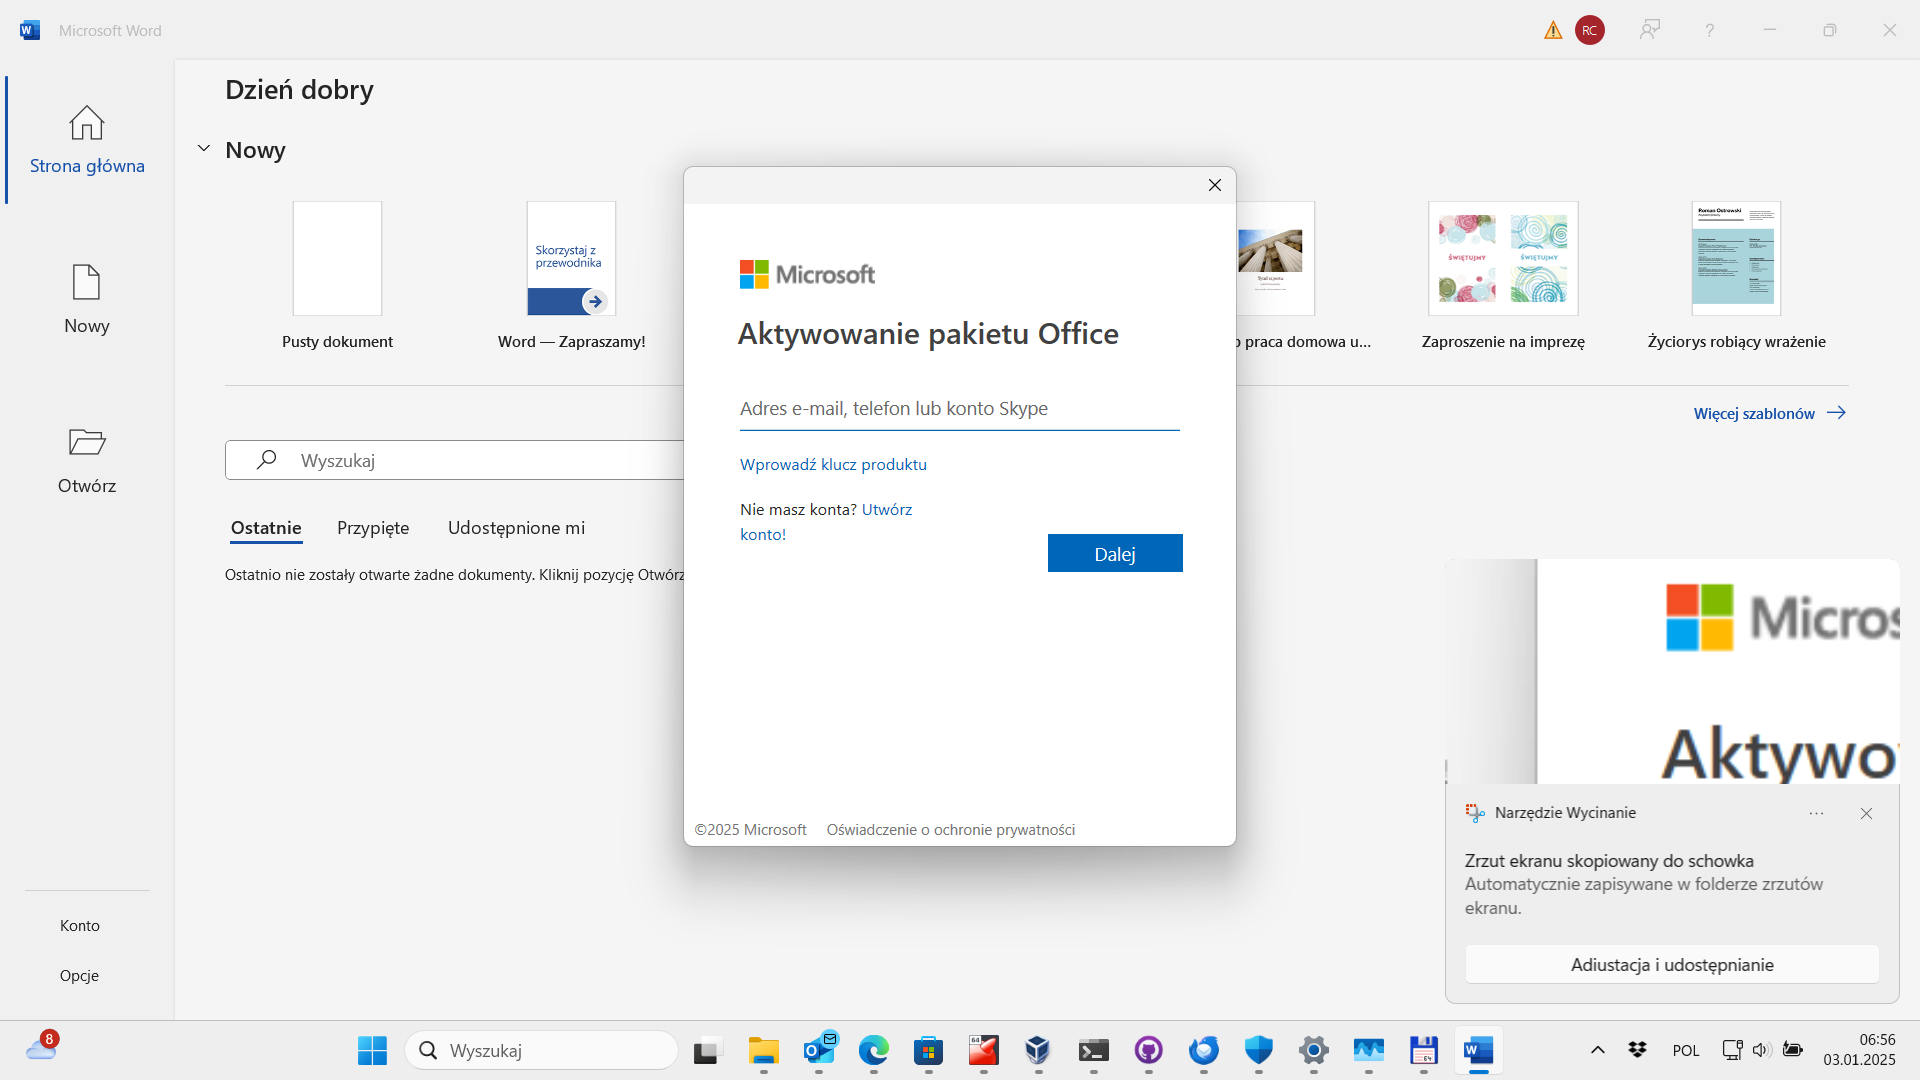 Microsoft Word
RC
?
Dzień dobry
Strona główna
Nowy
Otwórz
Konto
Opcje
Nowy
Skorzystaj z
przewodnika
Pusty dokument
Word — Zapraszamy!
praca domowa u...
ŚWIĘTUJMY
ŚWIĘTUJMY
Zaproszenie na imprezę
Roman Ostrowski
Życiorys robiący wrażenie
Więcej szablonów
Wyszukaj
Ostatnie
Przypięte
Udostępnione mi
Ostatnio nie zostały otwarte żadne dokumenty. Kliknij pozycję Otwórz
Microsoft
Aktywowanie pakietu Office
Adres e-mail, telefon lub konto Skype
Wprowadź klucz produktu
Nie masz konta? Utwórz
konto!
Dalej
©2025 Microsoft Oświadczenie o ochronie prywatności
Micros
Aktywo
Narzędzie Wycinanie
Zrzut ekranu skopiowany do schowka
Automatycznie zapisywane w folderze zrzutów
ekranu.
Adiustacja i udostępnianie
8
Wyszukaj
64
64
POL
06:56
03.01.2025